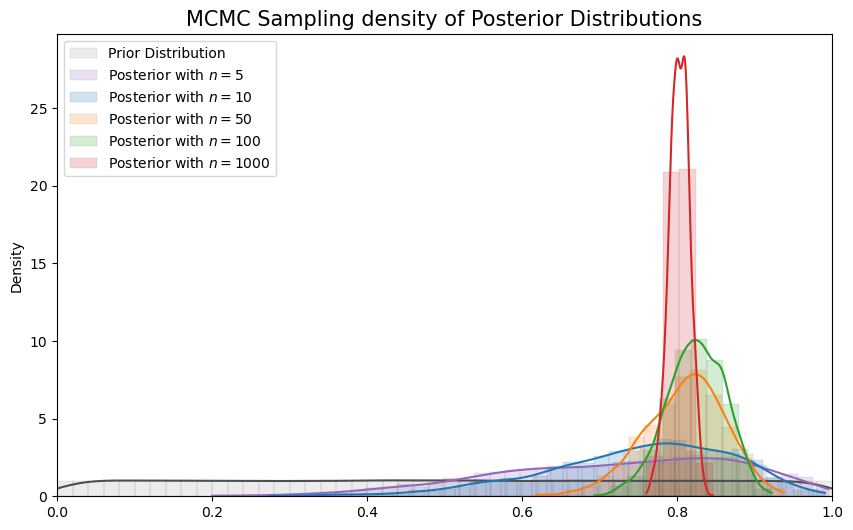 MCMC Sampling density of Posterior Distributions
Prior Distribution
Posterior with n = 5
Posterior with n = 10
Posterior with n = 50
Posterior with n = 100
Posterior with n = 1000
Density
25
20
15
10
5
0
0.0 0.2 0.4 0.6 0.8 1.0